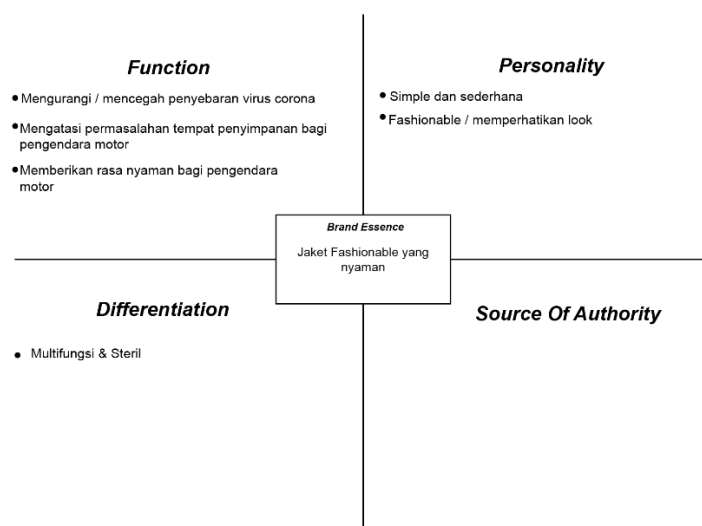 Function
• Mengurangi / mencegah penyebaran virus corona
• Mengatasi permasalahan tempat penyimpanan bagi
pengendara motor
• Memberikan rasa nyaman bagi pengendara
motor
Personality
• Simple dan sederhana
• Fashionable / memperhatikan look
Brand Essence
Jaket Fashionable yang
nyaman
Differentiation
• Multifungsi & Steril
Source Of Authority